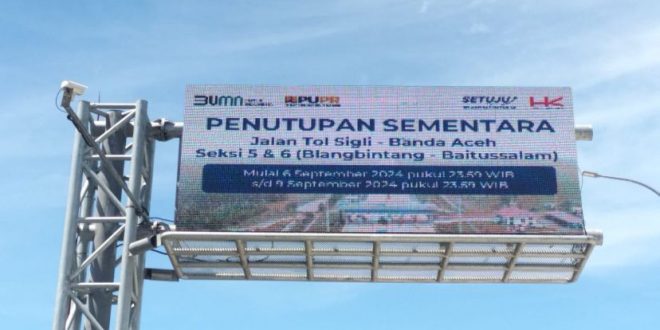 BUMN PUPR SETUJU! HK
PENUTUPAN SEMENTARA
Jalan Tol Sigli - Banda Aceh
Seksi 5 & 6 (Blangbintang - Baitussalam)
Mulai 6 September 2024 pukul 23.59 WIB
s/d 9 September 2024 pukul 23.59 WIB